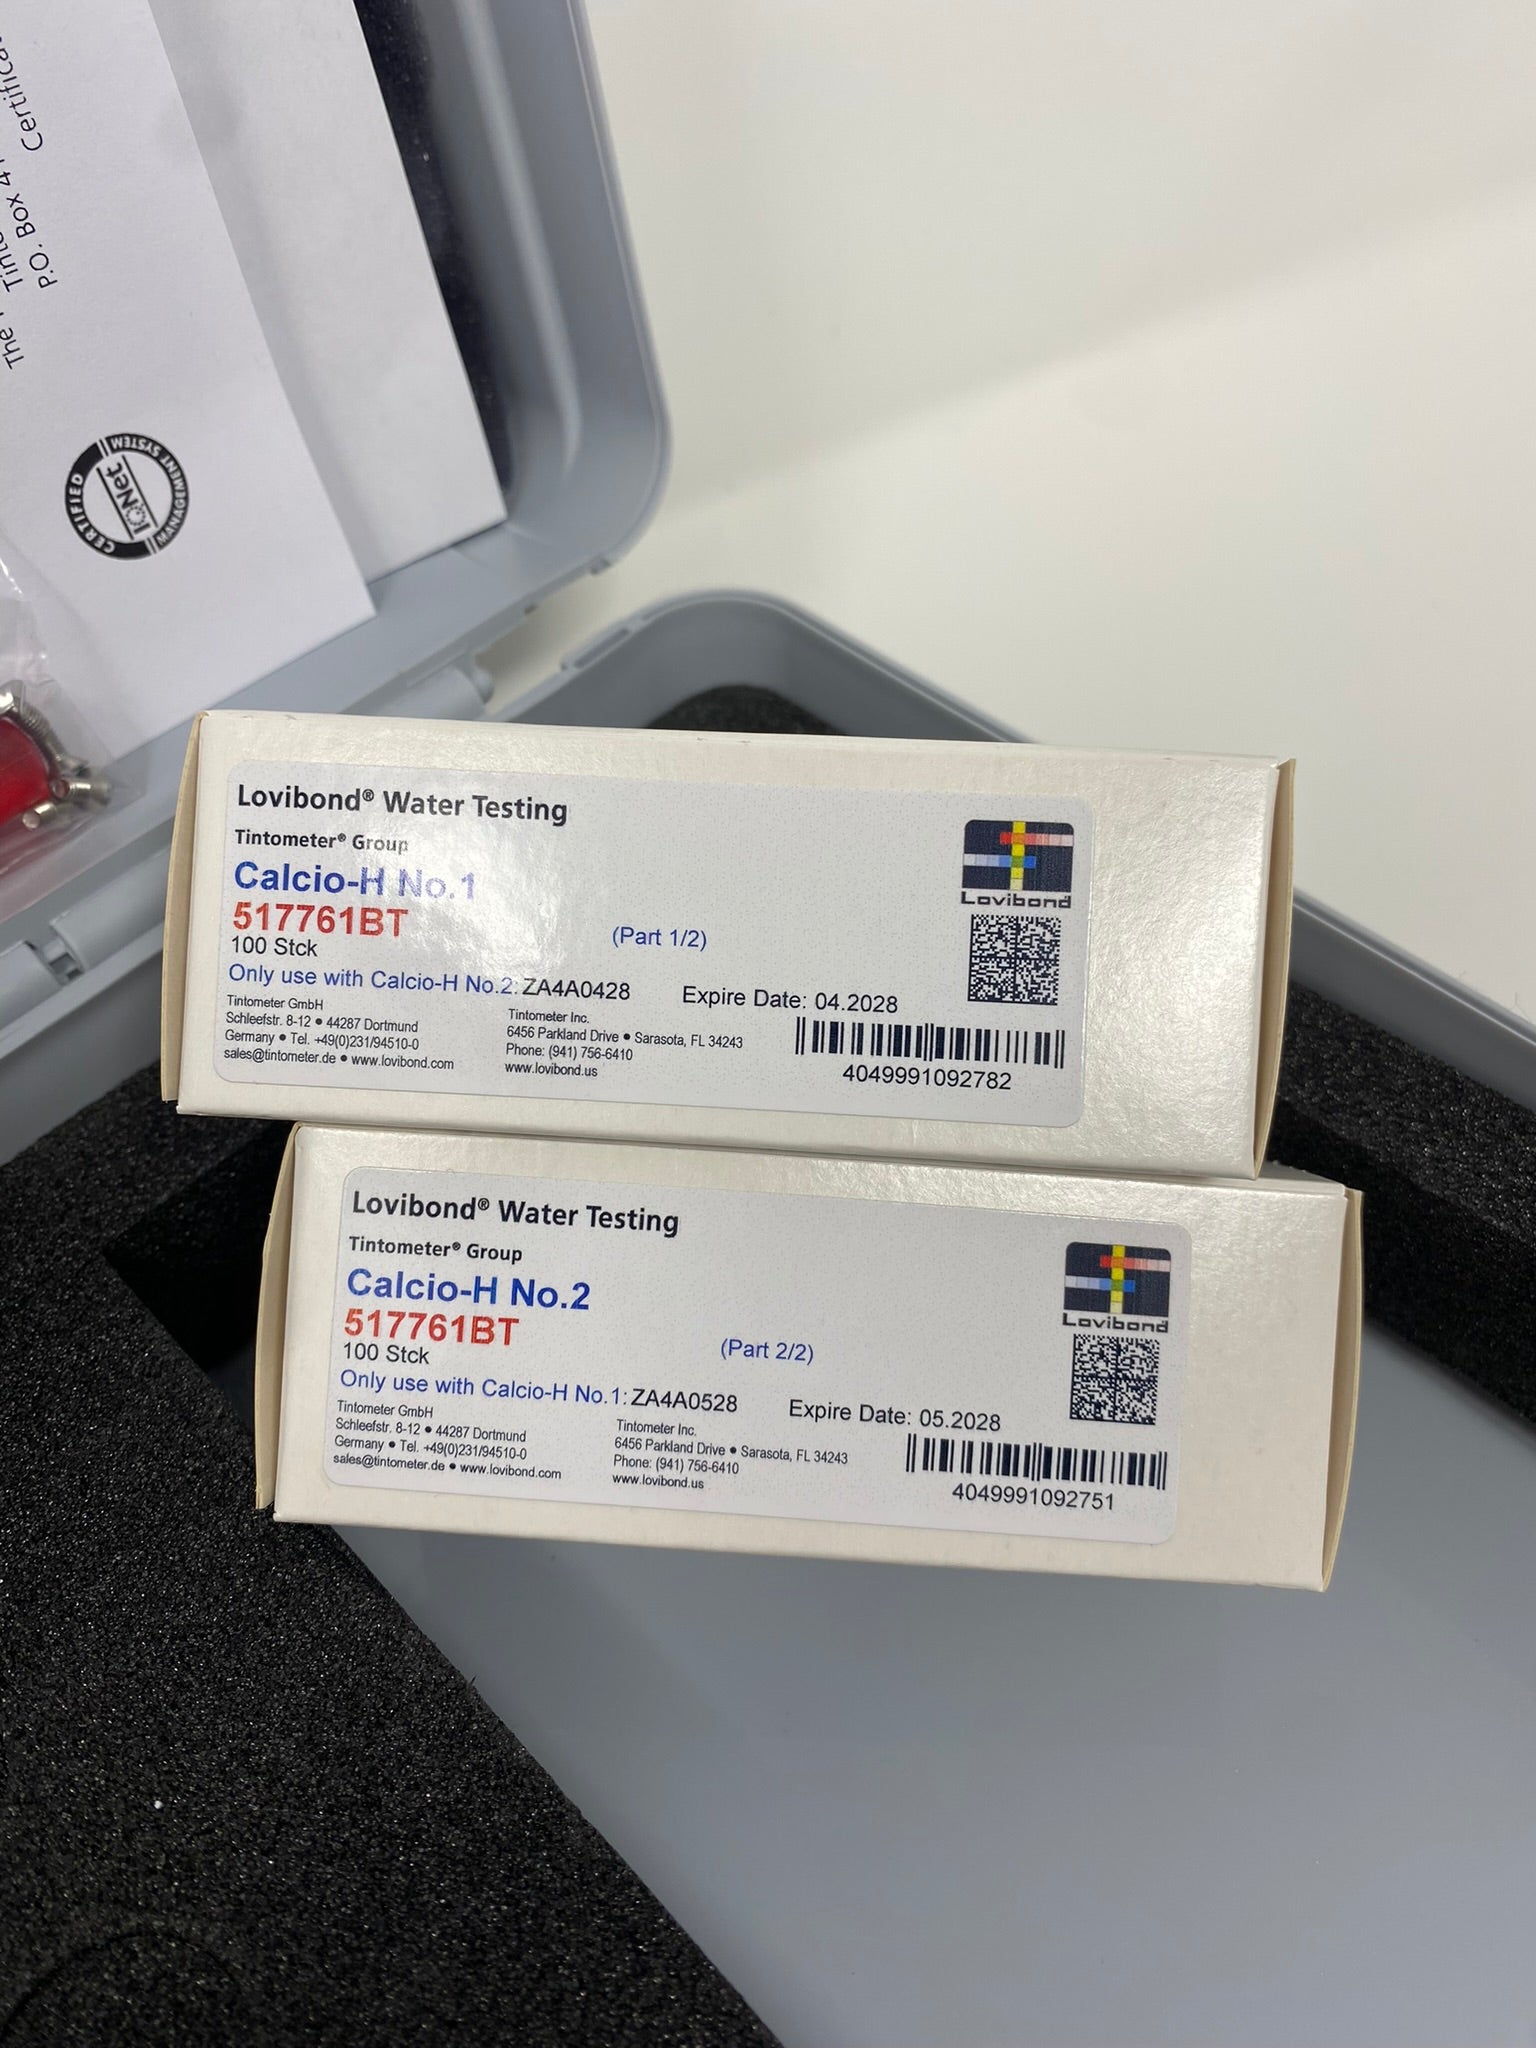 Certifica
The
Tinto
P.O. Box 41
CERTIFIED
IQNet
MANAGEMENT SYSTEM
Lovibond® Water Testing
Tintometer® Group
Calcio-H No.1
517761BT
100 Stck
(Part 1/2)
Only use with Calcio-H No.2: ZA4A0428
Expire Date: 04.2028
Tintometer GmbH
Schleefstr. 8-12 • 44287 Dortmund
Germany • Tel. +49(0)231/94510-0
sales@tintometer.de • www.lovibond.com
Tintometer Inc.
6456 Parkland Drive • Sarasota, FL 34243
Phone: (941) 756-6410
www.lovibond.us
Lovibond
4049991092782
Lovibond® Water Testing
Tintometer® Group
Calcio-H No.2
517761BT
100 Stck
(Part 2/2)
Only use with Calcio-H No.1: ZA4A0528
Expire Date: 05.2028
Tintometer GmbH
Schleefstr. 8-12 • 44287 Dortmund
Germany • Tel. +49(0)231/94510-0
sales@tintometer.de • www.lovibond.com
Tintometer Inc.
6456 Parkland Drive • Sarasota, FL 34243
Phone: (941) 756-6410
www.lovibond.us
Lovibond
4049991092751